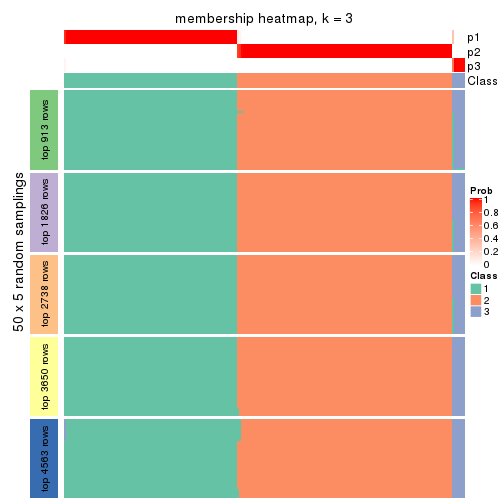 membership heatmap, k = 3
p1
p2
p3
Class
50 x 5 random samplings
top 913 rows
top 1826 rows
top 2738 rows
top 3650 rows
top 4563 rows
Prob
1
0.8
0.6
0.4
0.2
0
Class
1
2
3